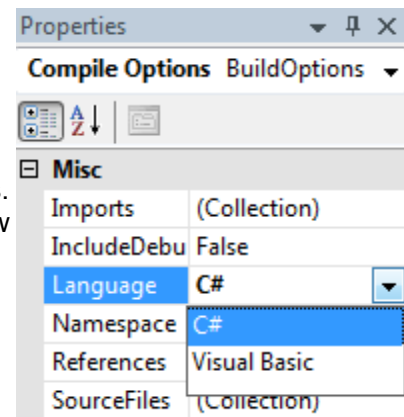 Properties
Compile Options BuildOptions
Misc
Imports (Collection)
IncludeDebu False
Language C#
Namespace C#
References Visual Basic
SourceFiles (Collection)